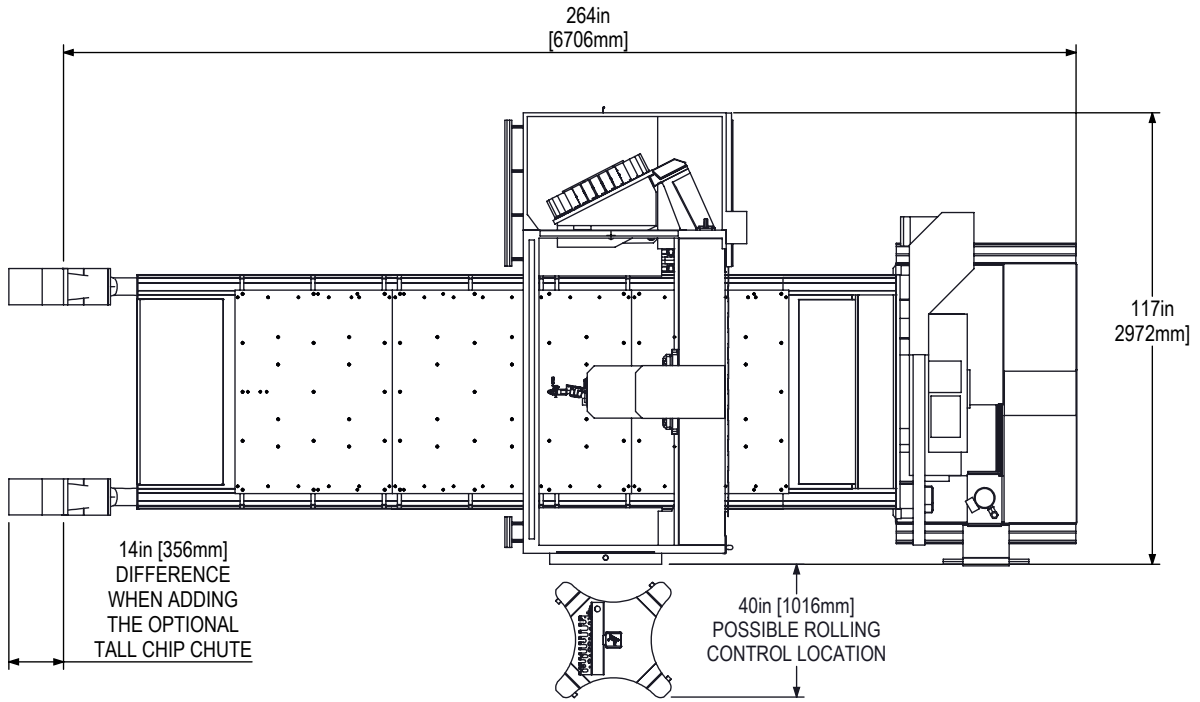 264in
[6706mm]
117in
2972mm]
14in [356mm]
DIFFERENCE
WHEN ADDING
THE OPTIONAL
TALL CHIP CHUTE
40in [1016mm]
POSSIBLE ROLLING
CONTROL LOCATION